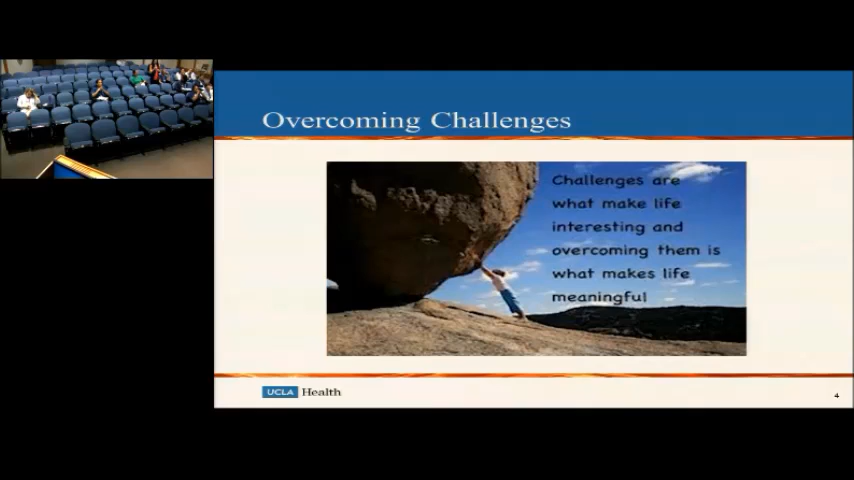 Overcoming Challenges
Challenges are
what make life
interesting and
overcoming them is
what makes life
meaningful
UCLA Health
4